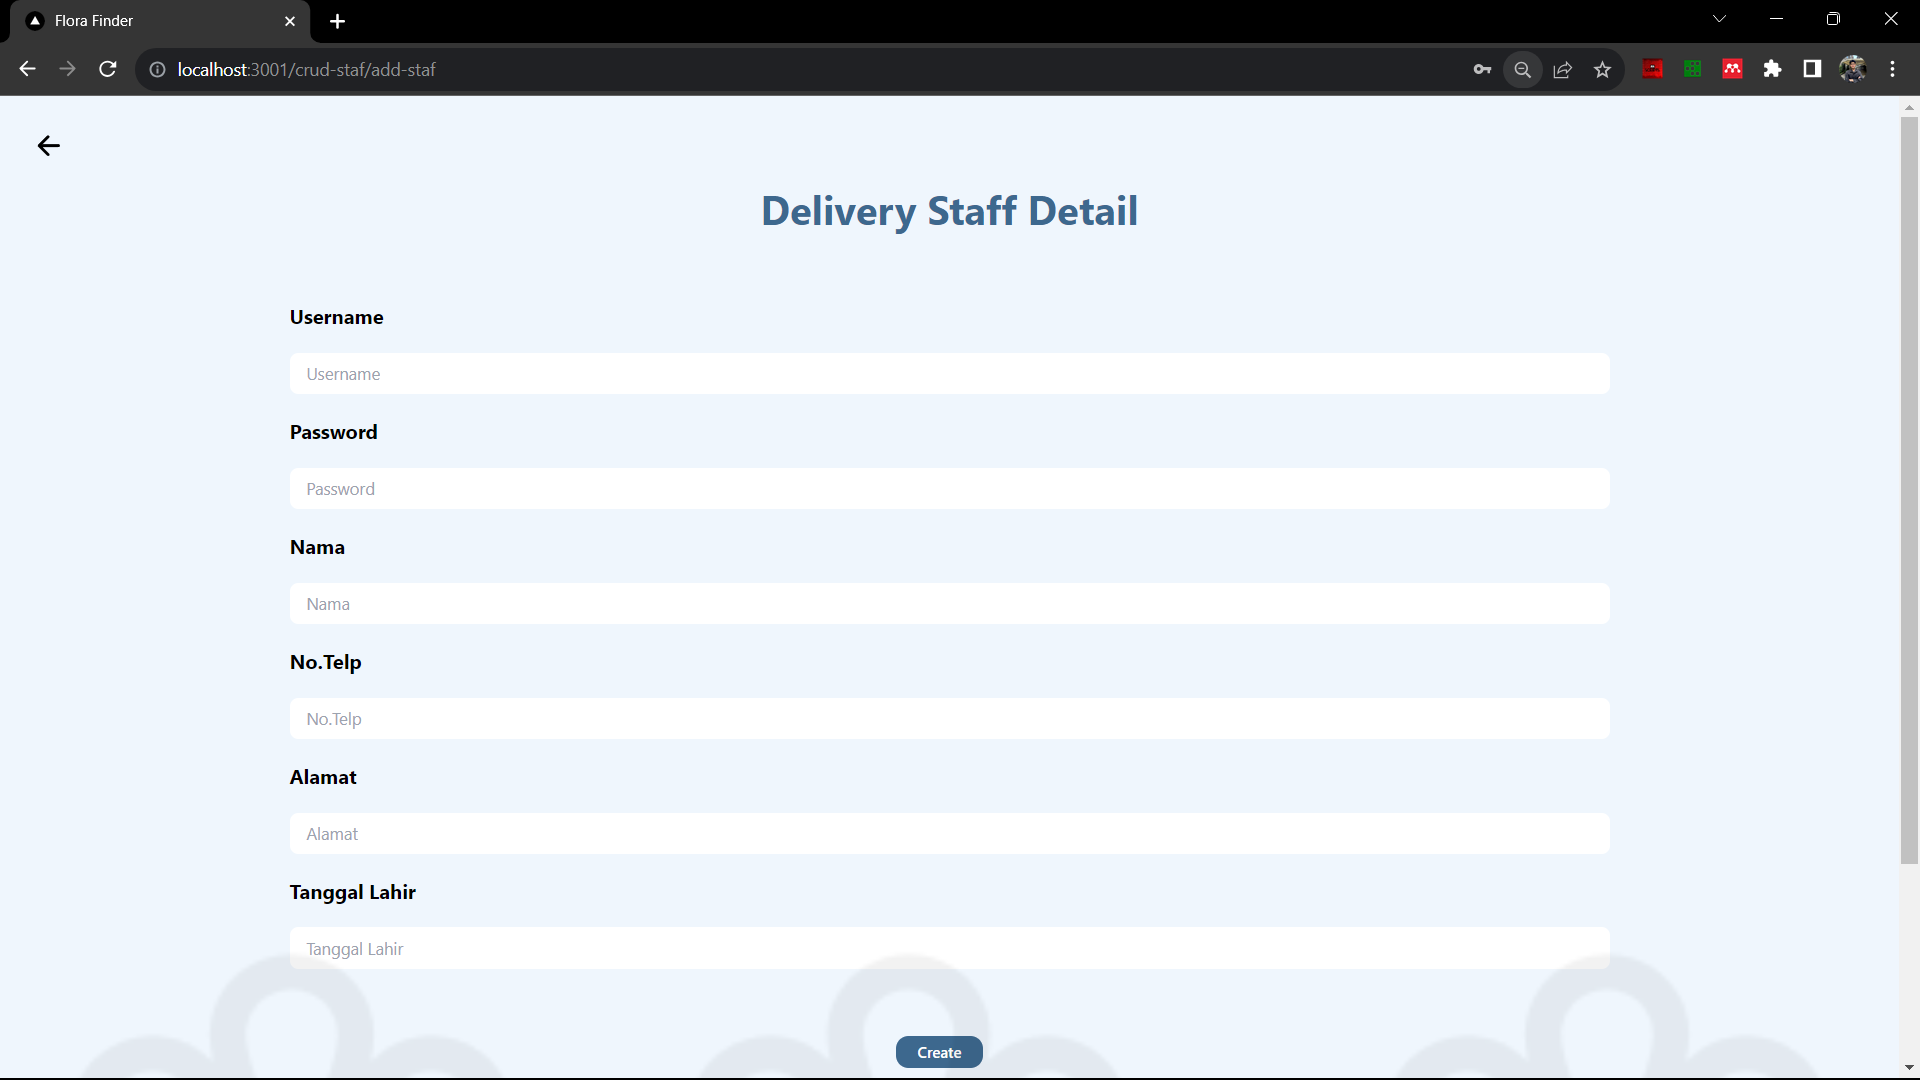 Flora Finder
localhost:3001/crud-staf/add-staf
Delivery Staff Detail
Username
Username
Password
Password
Nama
Nama
No.Telp
No.Telp
Alamat
Alamat
Tanggal Lahir
Tanggal Lahir
Create